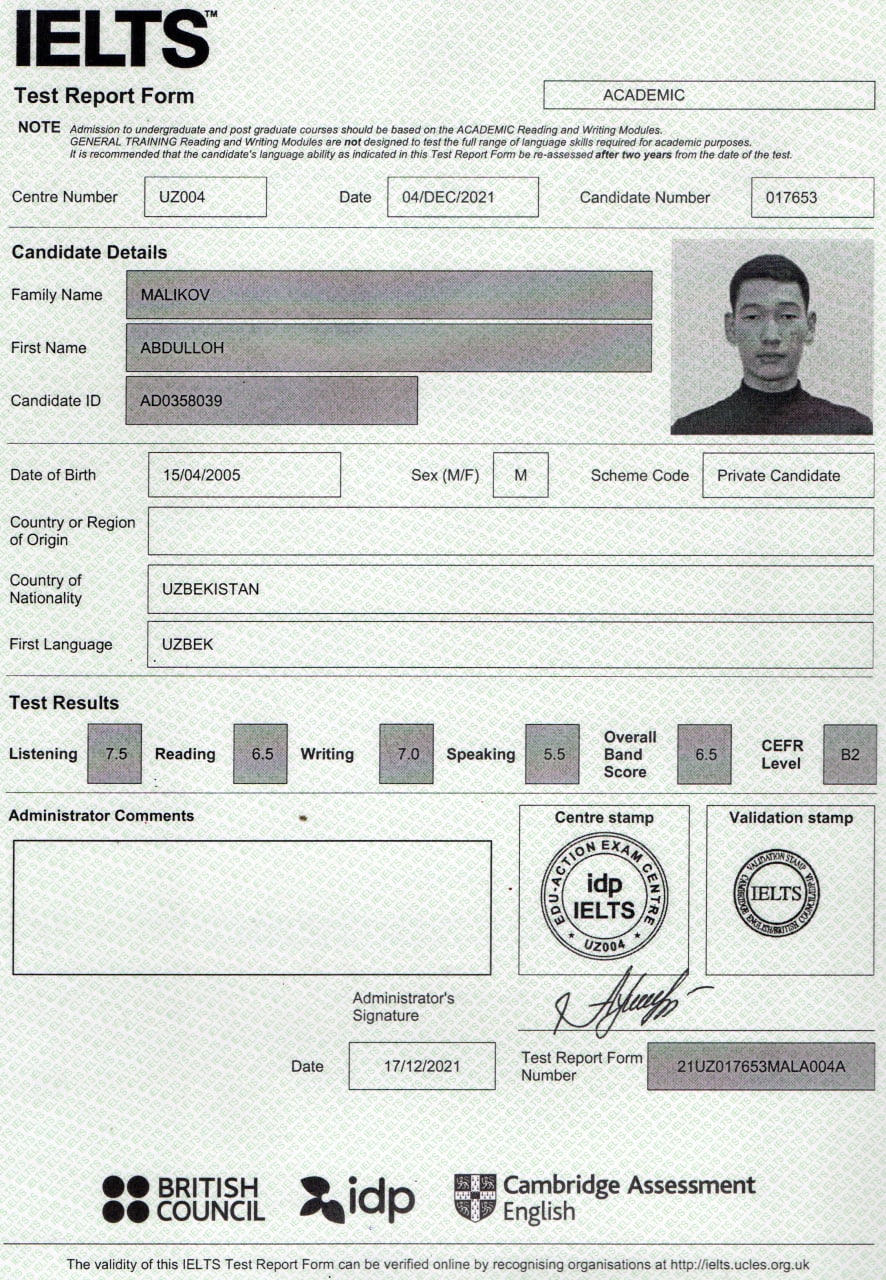 IELTS™
Test Report Form
ACADEMIC
NOTE Admission to undergraduate and post graduate courses should be based on the ACADEMIC Reading and Writing Modules.
GENERAL TRAINING Reading and Writing Modules are not designed to test the full range of language skills required for academic purposes.
It is recommended that the candidate's language ability as indicated in this Test Report Form be re-assessed after two years from the date of the test.
Centre Number UZ004 Date 04/DEC/2021 Candidate Number 017653
Candidate Details
Family Name MALIKOV
First Name ABDULLOH
Candidate ID AD0358039
Date of Birth 15/04/2005 Sex (M/F) M Scheme Code Private Candidate
Country or Region
of Origin
Country of
Nationality UZBEKISTAN
First Language UZBEK
Test Results
Listening 7.5 Reading 6.5 Writing 7.0 Speaking 5.5 Overall Band Score 6.5 CEFR Level B2
Administrator Comments
Centre stamp
EDU-ACTION EXAM CENTRE
idp
IELTS
UZ004
Validation stamp
VALIDATION STAMP
IELTS
Administrator's
Signature
Date 17/12/2021
Test Report Form
Number 21UZ017653MALA004A
BRITISH
COUNCIL
idp
Cambridge Assessment
English
The validity of this IELTS Test Report Form can be verified online by recognising organisations at http://ielts.ucles.org.uk